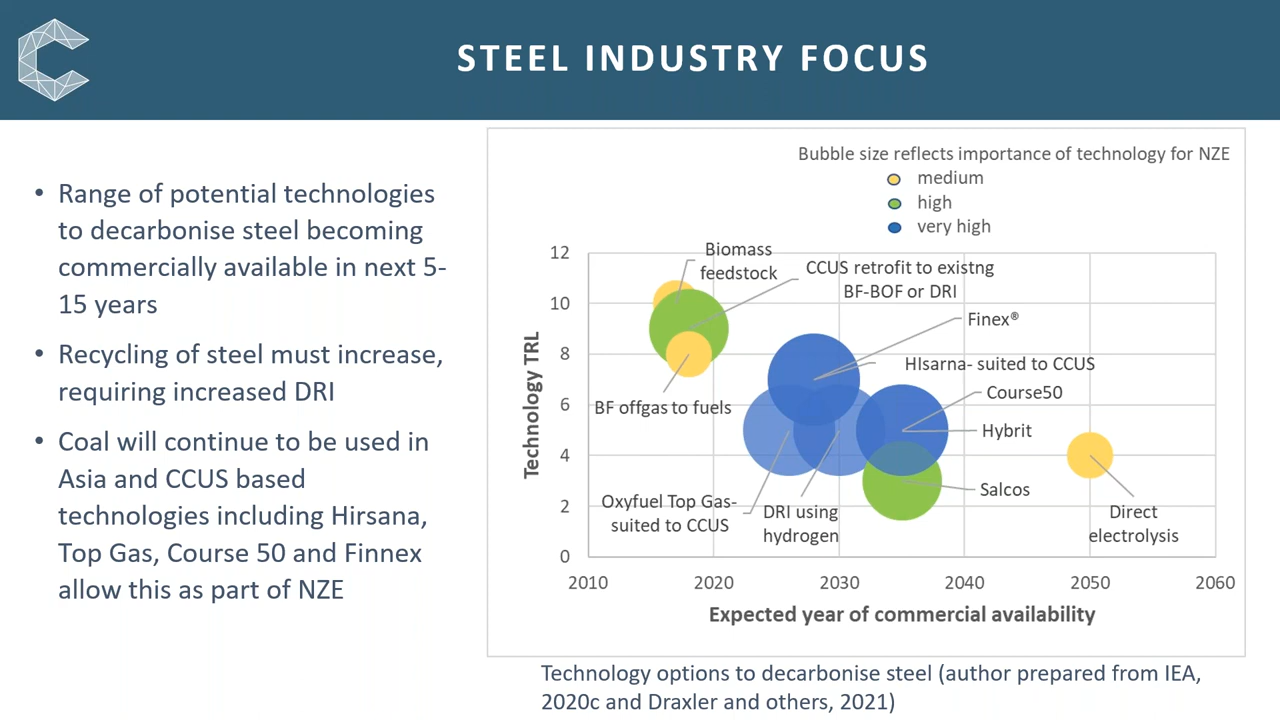 STEEL INDUSTRY FOCUS
• Range of potential technologies
to decarbonise steel becoming
commercially available in next 5-
15 years
• Recycling of steel must increase,
requiring increased DRI
• Coal will continue to be used in
Asia and CCUS based
technologies including Hirsana,
Top Gas, Course 50 and Finnex
allow this as part of NZE
Bubble size reflects importance of technology for NZE
medium
high
very high
Technology TRL
12
10
8
6
4
2
0
Biomass
feedstock
CCUS retrofit to existng
BF-BOF or DRI
Finex®
HIsarna- suited to CCUS
Course50
BF offgas to fuels
Hybrit
Salcos
Oxyfuel Top Gas-
suited to CCUS
DRI using
hydrogen
Direct
electrolysis
2010
2020
2030
2040
2050
2060
Expected year of commercial availability
Technology options to decarbonise steel (author prepared from IEA,
2020c and Draxler and others, 2021)